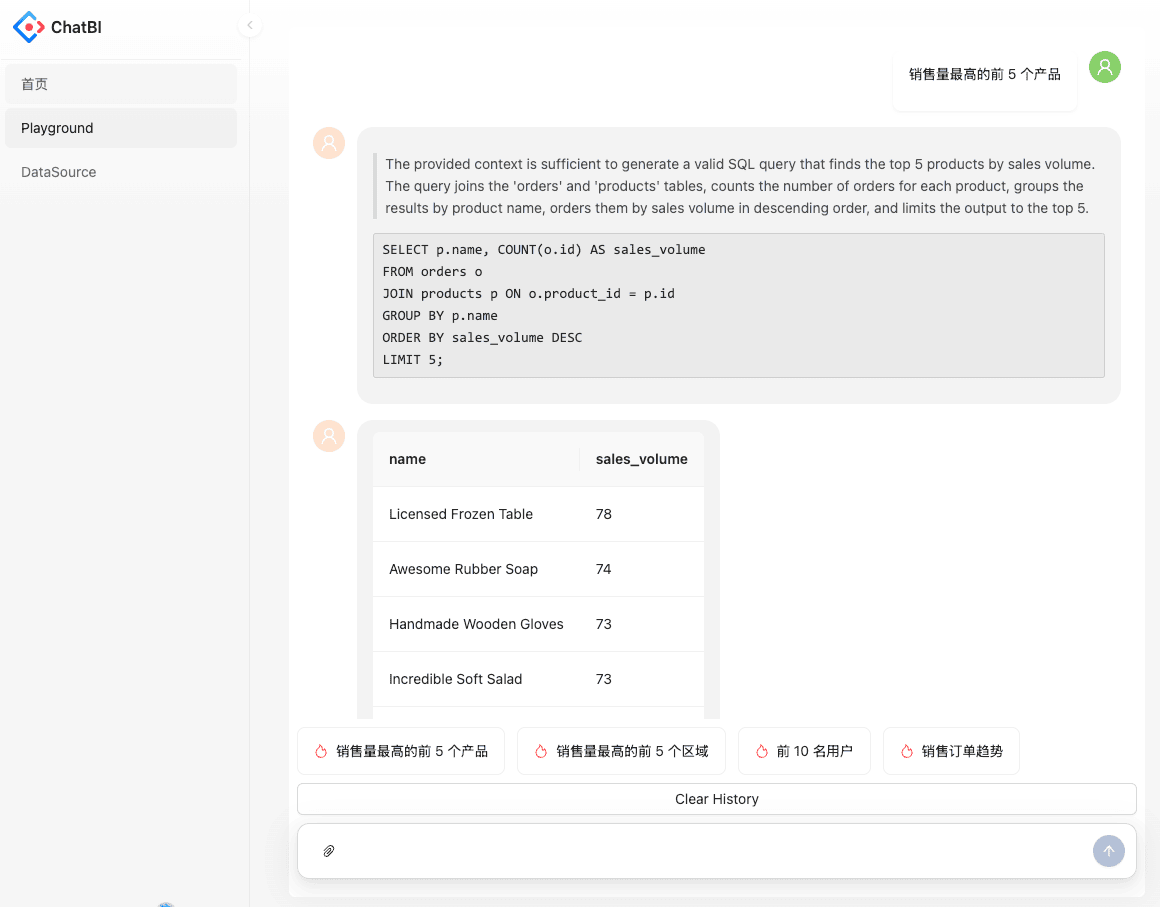 ChatBI
首页
Playground
DataSource
销售量最高的前 5 个产品
The provided context is sufficient to generate a valid SQL query that finds the top 5 products by sales volume.
The query joins the 'orders' and 'products' tables, counts the number of orders for each product, groups the
results by product name, orders them by sales volume in descending order, and limits the output to the top 5.
SELECT p.name, COUNT(o.id) AS sales_volume
FROM orders o
JOIN products p ON o.product_id = p.id
GROUP BY p.name
ORDER BY sales_volume DESC
LIMIT 5;
name sales_volume
Licensed Frozen Table 78
Awesome Rubber Soap 74
Handmade Wooden Gloves 73
Incredible Soft Salad 73
销售量最高的前 5 个产品 销售量最高的前 5 个区域 前 10 名用户 销售订单趋势
Clear History